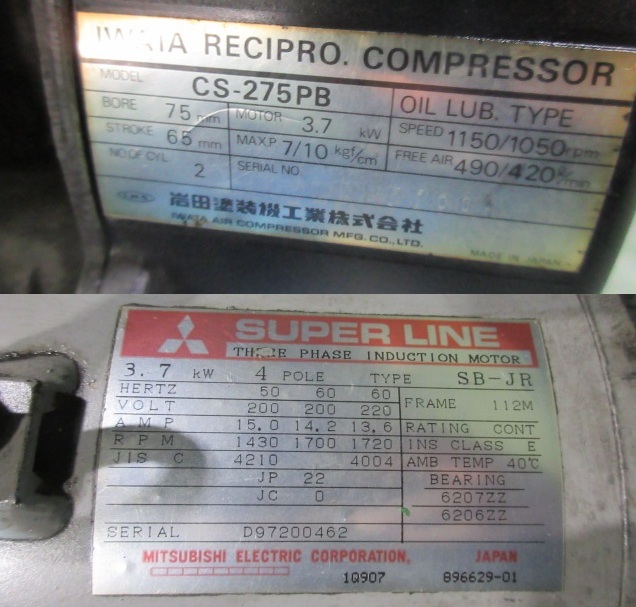 IWATA RECIPRO. COMPRESSOR
MODEL CS-275PB OIL LUB. TYPE
BORE 75 mm MOTOR 3.7 kW SPEED 1150/1050 rpm
STROKE 65 mm MAX.P 7/10 kgf/cm² FREE AIR 490/420 ℓ/min
NO.OF CYL 2 SERIAL NO
岩田塗装機工業株式会社
IWATA AIR COMPRESSOR MFG. CO., LTD.
MADE IN JAPAN
SUPER LINE
THREE PHASE INDUCTION MOTOR
3.7 kW 4 POLE TYPE SB-JR
HERTZ 50 60 60 FRAME 112M
VOLT 200 200 220
AMP 15.0 14.2 13.6 RATING CONT
RPM 1430 1700 1720 INS CLASS E
JIS C 4210 4004 AMB TEMP 40℃
JP 22 BEARING
JC 0 6207ZZ
6206ZZ
SERIAL D97200462
MITSUBISHI ELECTRIC CORPORATION, JAPAN
1Q907 896629-01